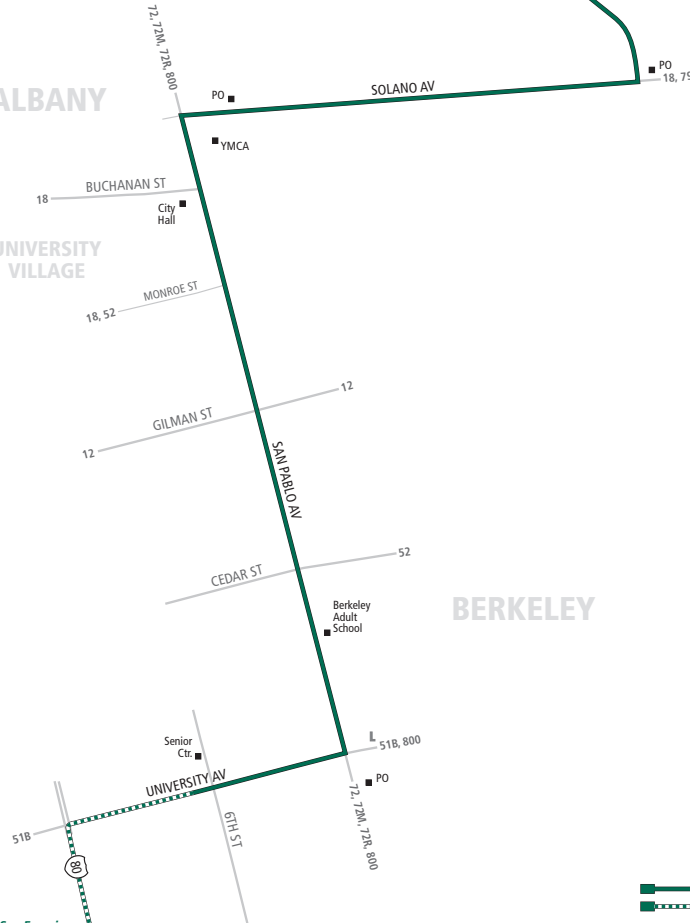 72, 72M, 72R, 800
PO
18, 79
SOLANO AV
PO
ALBANY
YMCA
BUCHANAN ST
18
City
Hall
UNIVERSITY
VILLAGE
MONROE ST
18, 52
12
GILMAN ST
12
SAN PABLO AV
52
CEDAR ST
Berkeley
Adult
School
BERKELEY
Senior
Ctr.
L
51B, 800
PO
UNIVERSITY AV
72, 72M, 72R, 800
6TH ST
51B
80